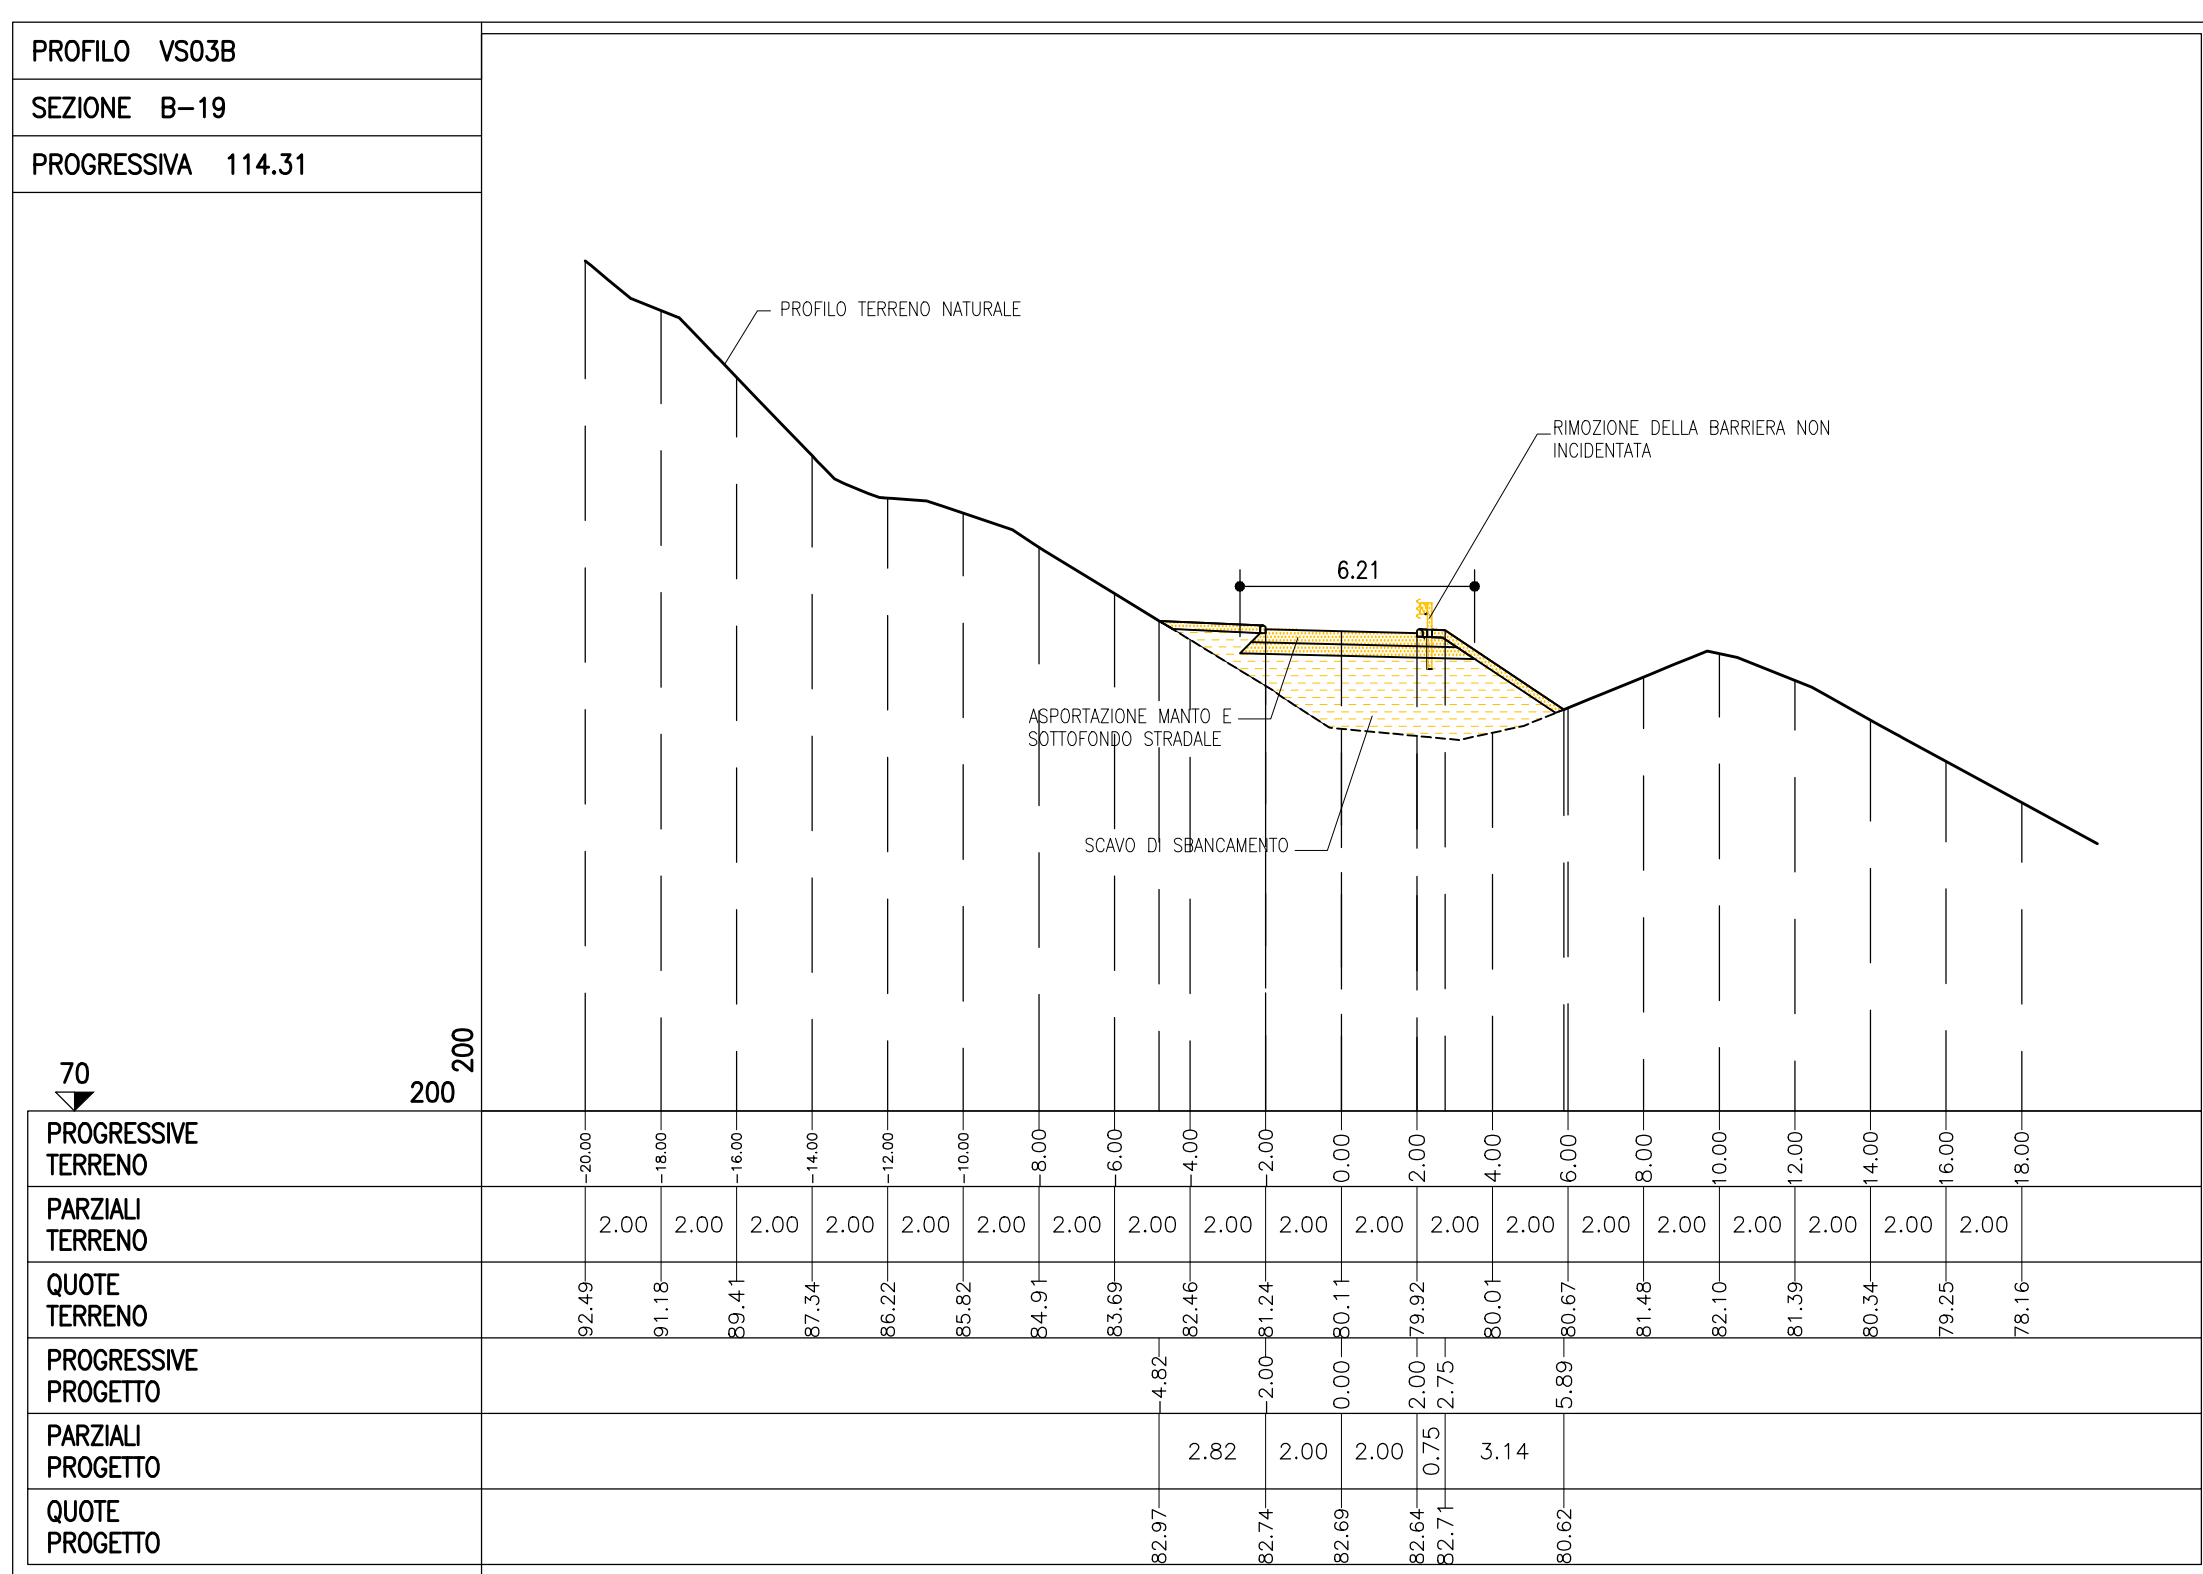 PROFILO VS03B
SEZIONE B-19
PROGRESSIVA 114.31
PROFILO TERRENO NATURALE
RIMOZIONE DELLA BARRIERA NON
INCIDENTATA
6.21
ASPORTAZIONE MANTO E
SOTTOFONDO STRADALE
SCAVO DI SBANCAMENTO
200
70
200
PROGRESSIVE
TERRENO
-20.00 -18.00 -16.00 -14.00 -12.00 -10.00 -8.00 -6.00 -4.00 -2.00 0.00 2.00 4.00 6.00 8.00 10.00 12.00 14.00 16.00 18.00
PARZIALI
TERRENO
2.00 2.00 2.00 2.00 2.00 2.00 2.00 2.00 2.00 2.00 2.00 2.00 2.00 2.00 2.00 2.00 2.00 2.00 2.00
QUOTE
TERRENO
92.49 91.18 89.41 87.34 86.22 85.82 84.91 83.69 82.46 81.24 80.11 79.92 80.01 80.67 81.48 82.10 81.39 80.34 79.25 78.16
PROGRESSIVE
PROGETTO
-4.82 -2.00 0.00 2.00 2.75 5.89
PARZIALI
PROGETTO
2.82 2.00 2.00 0.75 3.14
QUOTE
PROGETTO
82.97 82.74 82.69 82.64 82.71 80.62